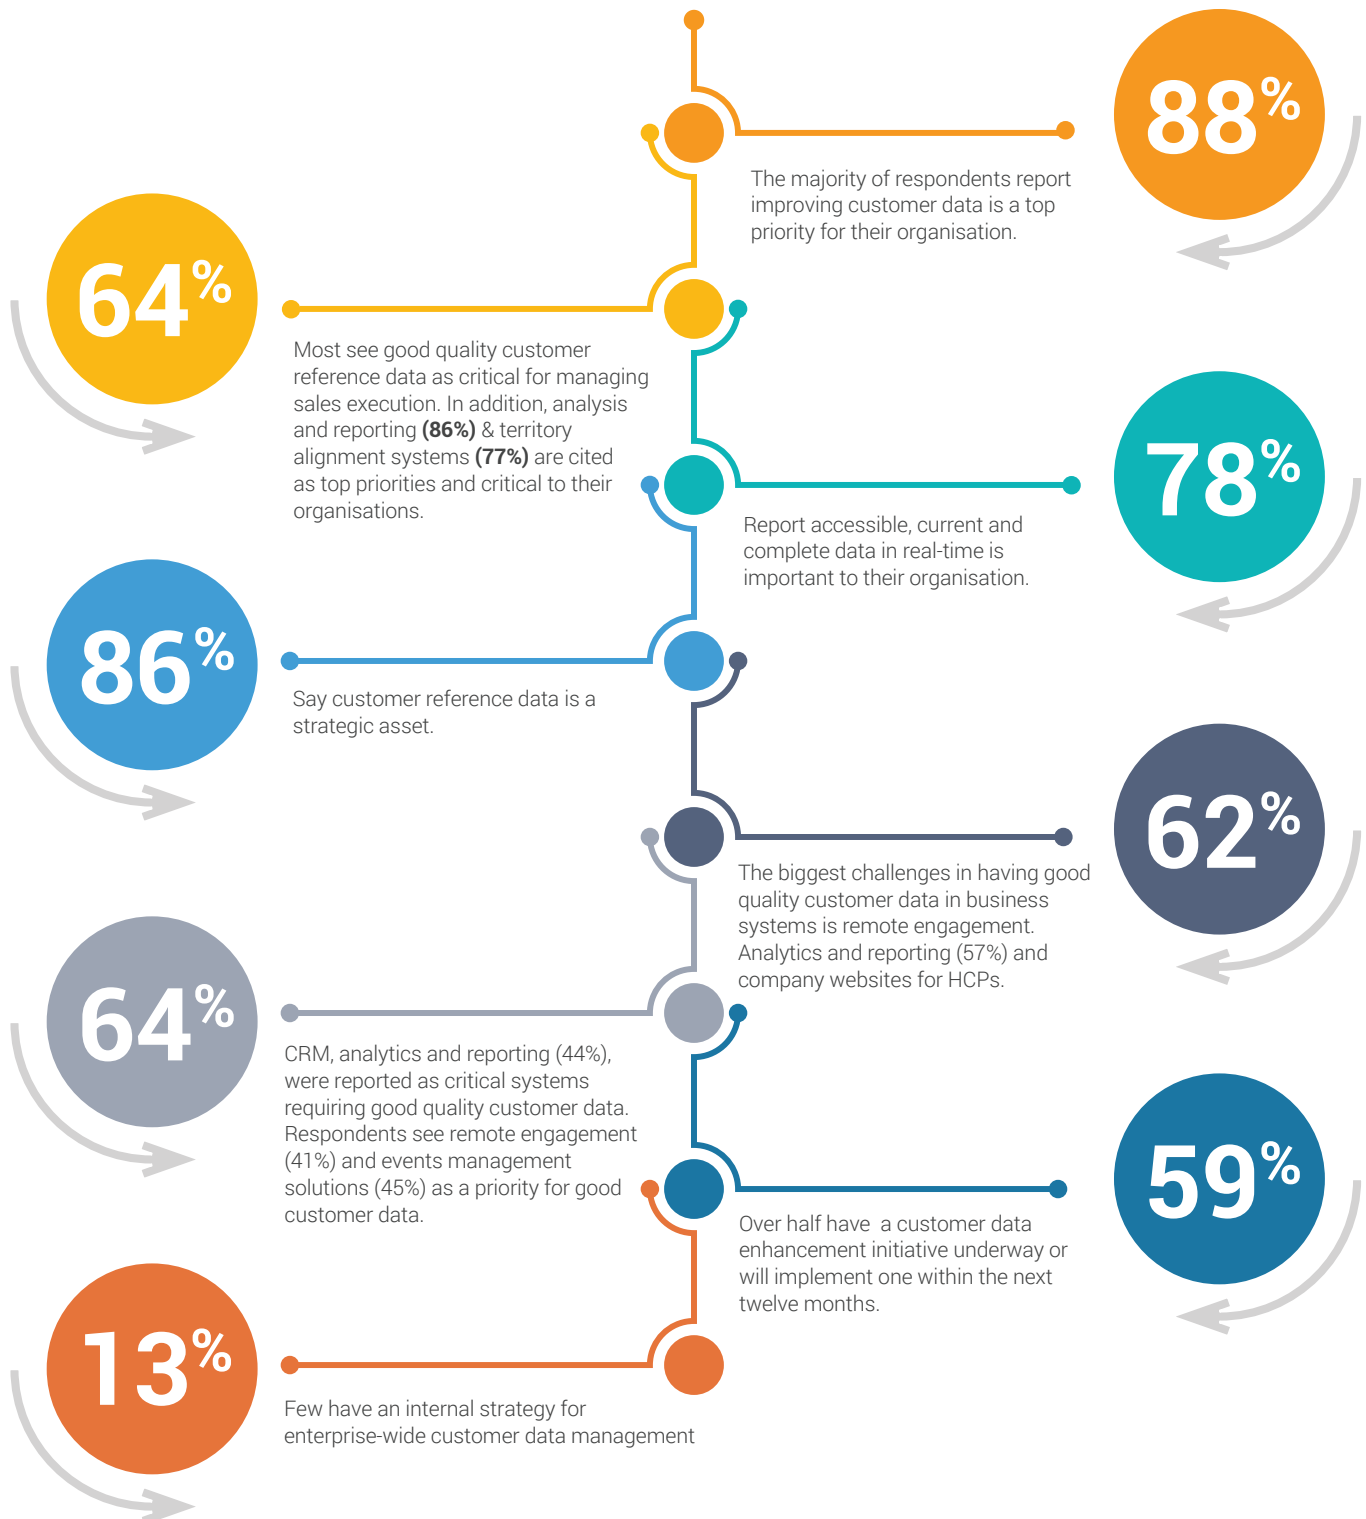 88%
The majority of respondents report
improving customer data is a top
priority for their organisation.
64%
Most see good quality customer
reference data as critical for managing
sales execution. In addition, analysis
and reporting (86%) & territory
alignment systems (77%) are cited
as top priorities and critical to their
organisations.
78%
Report accessible, current and
complete data in real-time is
important to their organisation.
86%
Say customer reference data is a
strategic asset.
62%
The biggest challenges in having good
quality customer data in business
systems is remote engagement.
Analytics and reporting (57%) and
company websites for HCPs.
64%
CRM, analytics and reporting (44%),
were reported as critical systems
requiring good quality customer data.
Respondents see remote engagement
(41%) and events management
solutions (45%) as a priority for good
customer data.
59%
Over half have  a customer data
enhancement initiative underway or
will implement one within the next
twelve months.
13%
Few have an internal strategy for
enterprise-wide customer data management